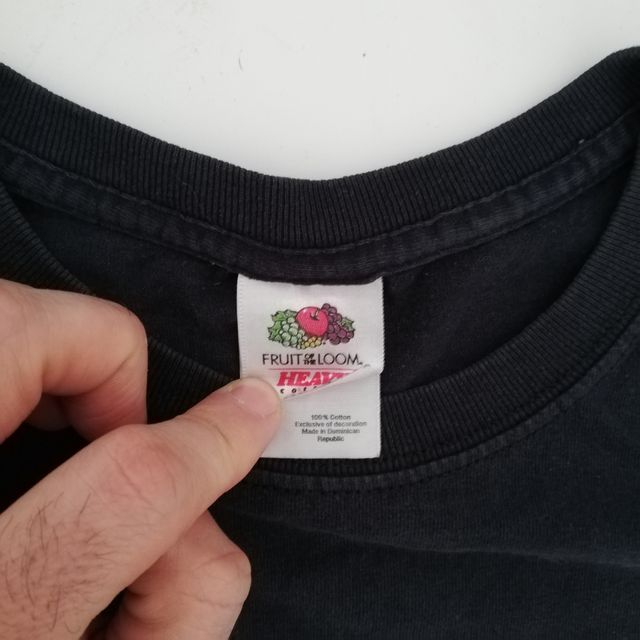 FRUIT OF THE LOOM®
100% Cotton
Exclusive of decoration
Made in Dominican
Republic